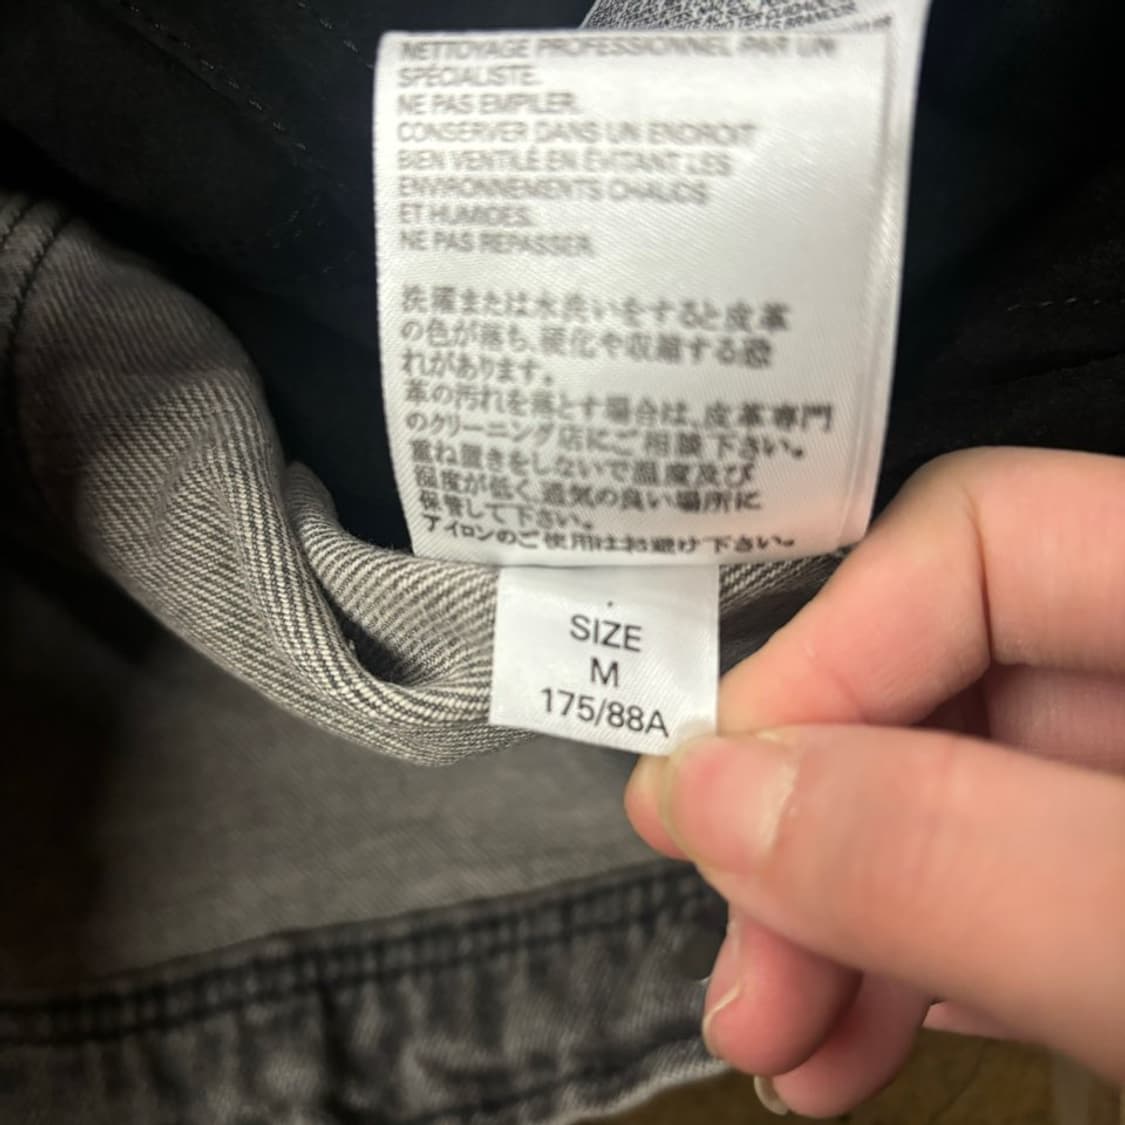 NETTOYAGE PROFESSIONNEL PAR UN
SPÉCIALISTE.
NE PAS EMPILER.
CONSERVER DANS UN ENDROIT
BIEN VENTILÉ EN ÉVITANT LES
ENVIRONNEMENTS CHAUDS
ET HUMIDES.
NE PAS REPASSER
洗濯または水洗いをすると皮革
の色が落ち、硬化や収縮する恐
れがあります。
革の汚れを落とす場合は、皮革専門
のクリーニング店にご相談下さい。
重ね置きをしないで温度及び
湿度が低く、通気の良い場所に
保管して下さい。
アイロンのご使用はお避け下さい。
SIZE
M
175/88A